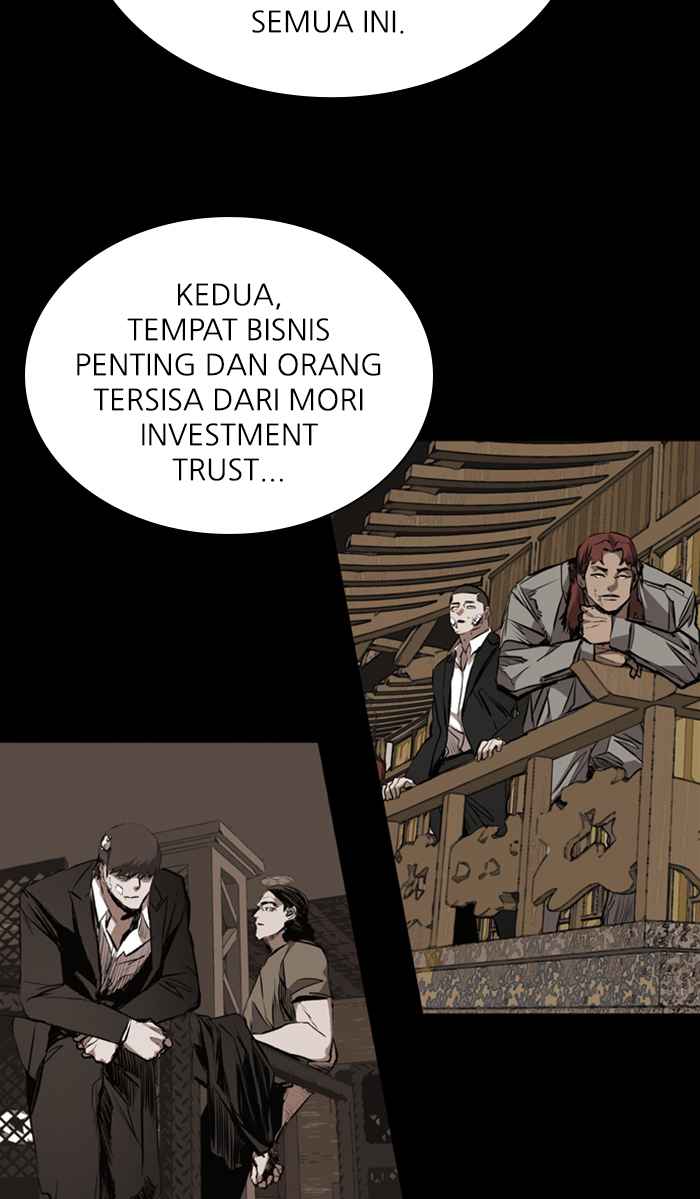 SEMUA INI.
KEDUA,
TEMPAT BISNIS
PENTING DAN ORANG
TERSISA DARI MORI
INVESTMENT
TRUST...